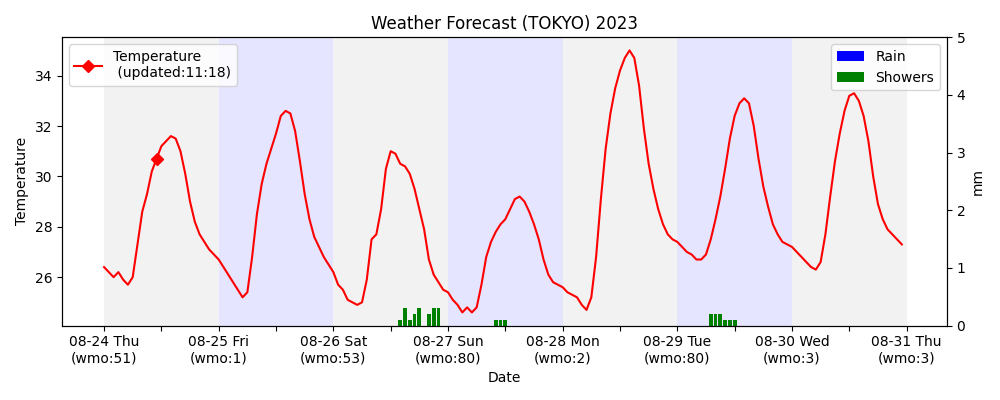 Weather Forecast (TOKYO) 2023
Temperature
(updated:11:18)
Rain
Showers
Temperature
34
32
30
28
26
5
4
3
2
1
0
mm
08-24 Thu
(wmo:51)
08-25 Fri
(wmo:1)
08-26 Sat
(wmo:53)
08-27 Sun
(wmo:80)
08-28 Mon
(wmo:2)
08-29 Tue
(wmo:80)
08-30 Wed
(wmo:3)
08-31 Thu
(wmo:3)
Date